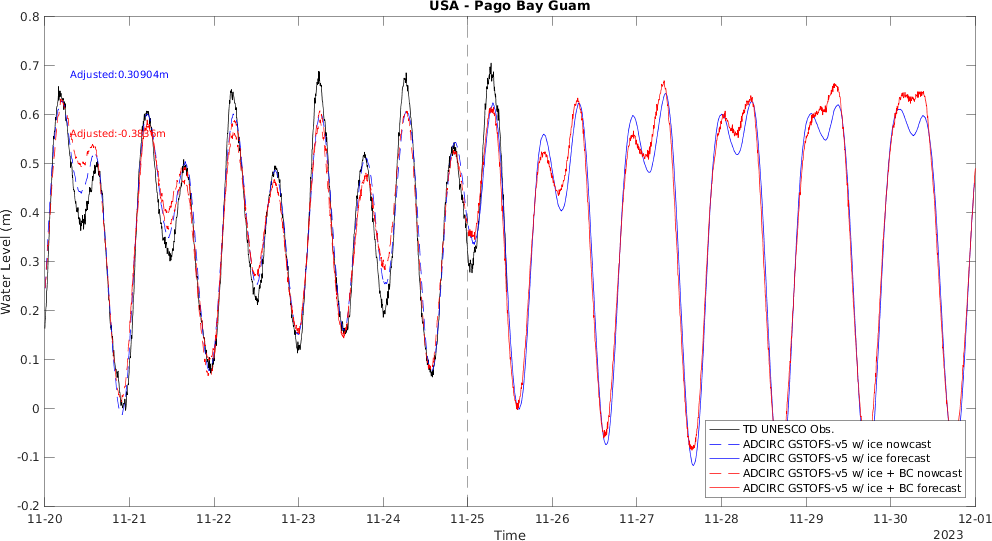 USA - Pago Bay Guam
0.8
0.7
0.6
0.5
0.4
0.3
0.2
0.1
0
-0.1
-0.2
Water Level (m)
Adjusted:0.30904m
11-20
11-21
11-22
11-23
11-24
11-25
11-26
11-27
11-28
11-29
11-30
12-01
Time
2023
TD UNESCO Obs.
ADCIRC GSTOFS-v5 w/ ice nowcast
ADCIRC GSTOFS-v5 w/ ice forecast
ADCIRC GSTOFS-v5 w/ ice + BC nowcast
ADCIRC GSTOFS-v5 w/ ice + BC forecast